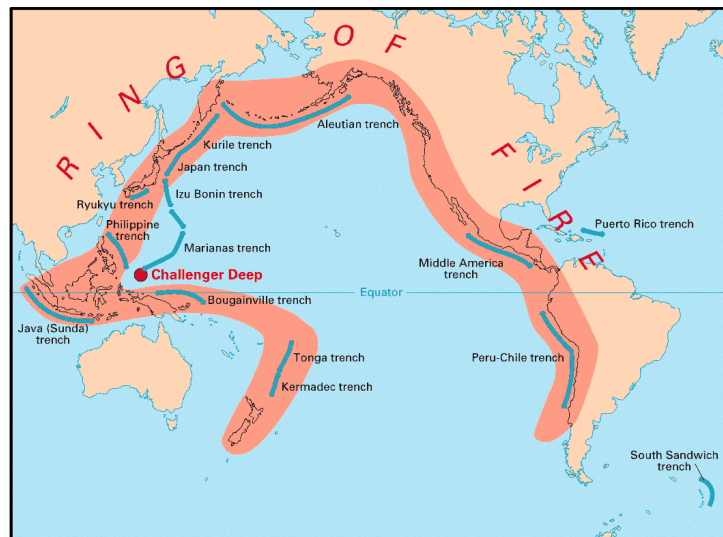 RING OF FIRE
Aleutian trench
Kurile trench
Japan trench
Izu Bonin trench
Ryukyu trench
Philippine
trench
Marianas trench
Challenger Deep
Puerto Rico trench
Middle America
trench
Equator
Bougainville trench
Java (Sunda)
trench
Tonga trench
Kermadec trench
Peru-Chile trench
South Sandwich
trench